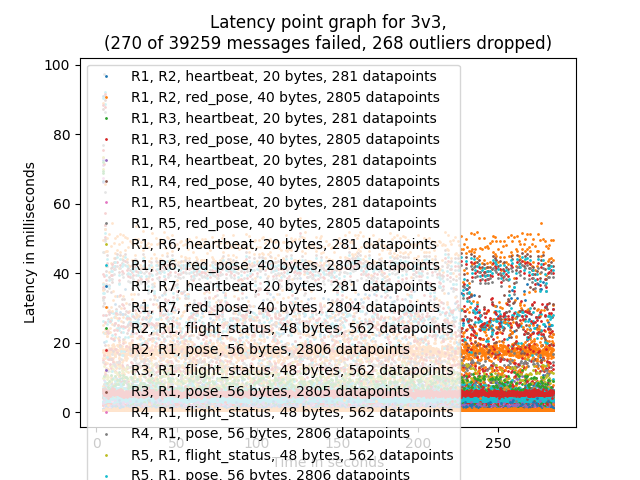 Latency point graph for 3v3,
(270 of 39259 messages failed, 268 outliers dropped)
100
80
60
40
20
0
Latency in milliseconds
R1, R2, heartbeat, 20 bytes, 281 datapoints
R1, R2, red_pose, 40 bytes, 2805 datapoints
R1, R3, heartbeat, 20 bytes, 281 datapoints
R1, R3, red_pose, 40 bytes, 2805 datapoints
R1, R4, heartbeat, 20 bytes, 281 datapoints
R1, R4, red_pose, 40 bytes, 2805 datapoints
R1, R5, heartbeat, 20 bytes, 281 datapoints
R1, R5, red_pose, 40 bytes, 2805 datapoints
R1, R6, heartbeat, 20 bytes, 281 datapoints
R1, R6, red_pose, 40 bytes, 2805 datapoints
R1, R7, heartbeat, 20 bytes, 281 datapoints
R1, R7, red_pose, 40 bytes, 2804 datapoints
R2, R1, flight_status, 48 bytes, 562 datapoints
R2, R1, pose, 56 bytes, 2806 datapoints
R3, R1, flight_status, 48 bytes, 562 datapoints
R3, R1, pose, 56 bytes, 2805 datapoints
R4, R1, flight_status, 48 bytes, 562 datapoints
R4, R1, pose, 56 bytes, 2806 datapoints
R5, R1, flight_status, 48 bytes, 562 datapoints
R5, R1, pose, 56 bytes, 2806 datapoints
0 50 100 150 200 250
Time in seconds